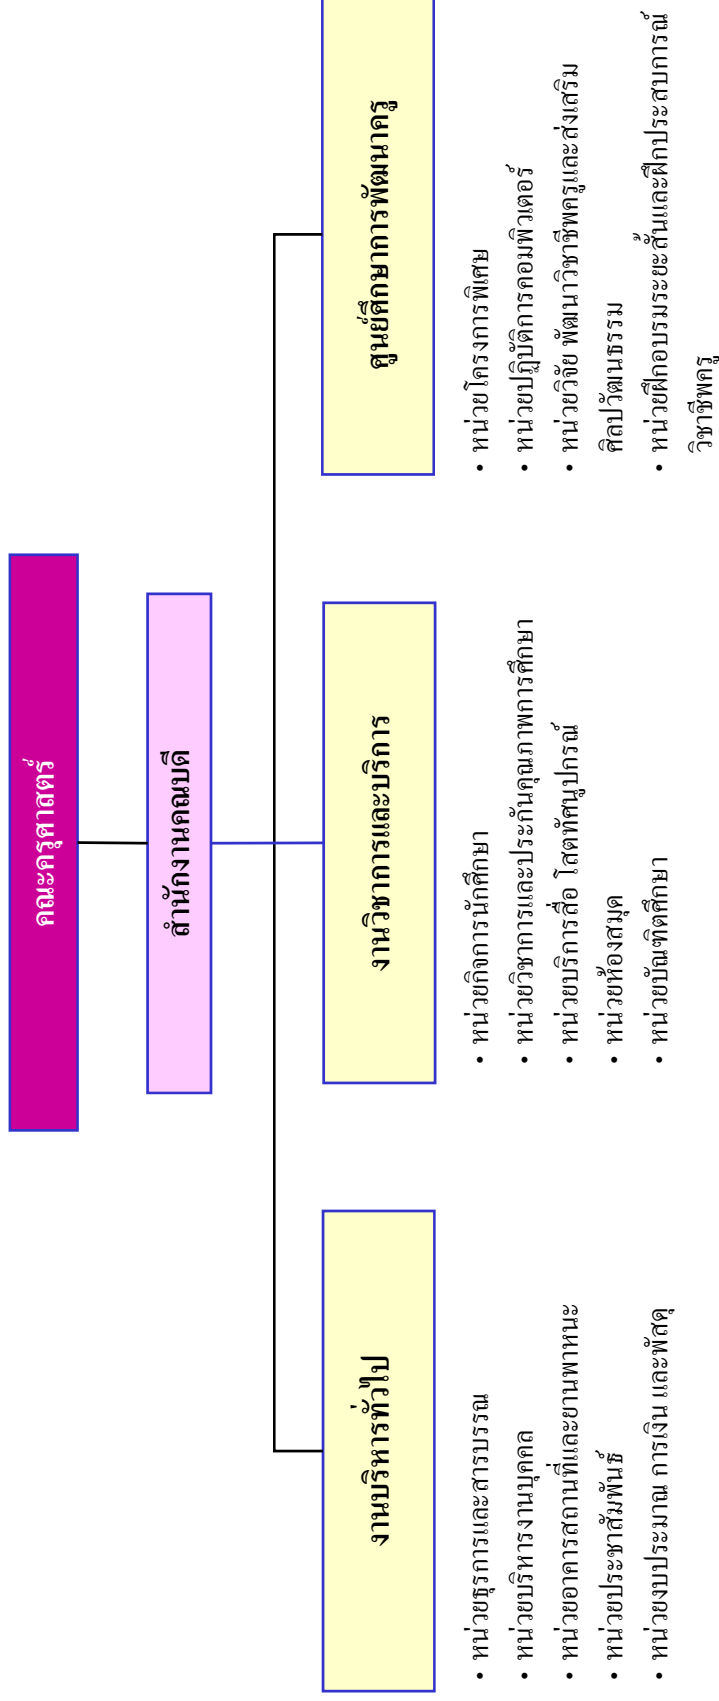 คณะครุศาสตร์
สำนักงานคณบดี
งานบริหารทั่วไป
• หน่วยธุรการและสารบรรณ
• หน่วยบริหารงานบุคคล
• หน่วยอาคารสถานที่และยานพาหนะ
• หน่วยประชาสัมพันธ์
• หน่วยงบประมาณ การเงิน และพัสดุ
งานวิชาการและบริการ
• หน่วยกิจการนักศึกษา
• หน่วยวิชาการและประกันคุณภาพการศึกษา
• หน่วยบริการสื่อ โสตทัศนูปกรณ์
• หน่วยห้องสมุด
• หน่วยบัณฑิตศึกษา
ศูนย์ศึกษาการพัฒนาครู
• หน่วยโครงการพิเศษ
• หน่วยปฏิบัติการคอมพิวเตอร์
• หน่วยวิจัย พัฒนาวิชาชีพครูและส่งเสริม
ศิลปวัฒนธรรม
• หน่วยฝึกอบรมระยะสั้นและฝึกประสบการณ์
วิชาชีพครู